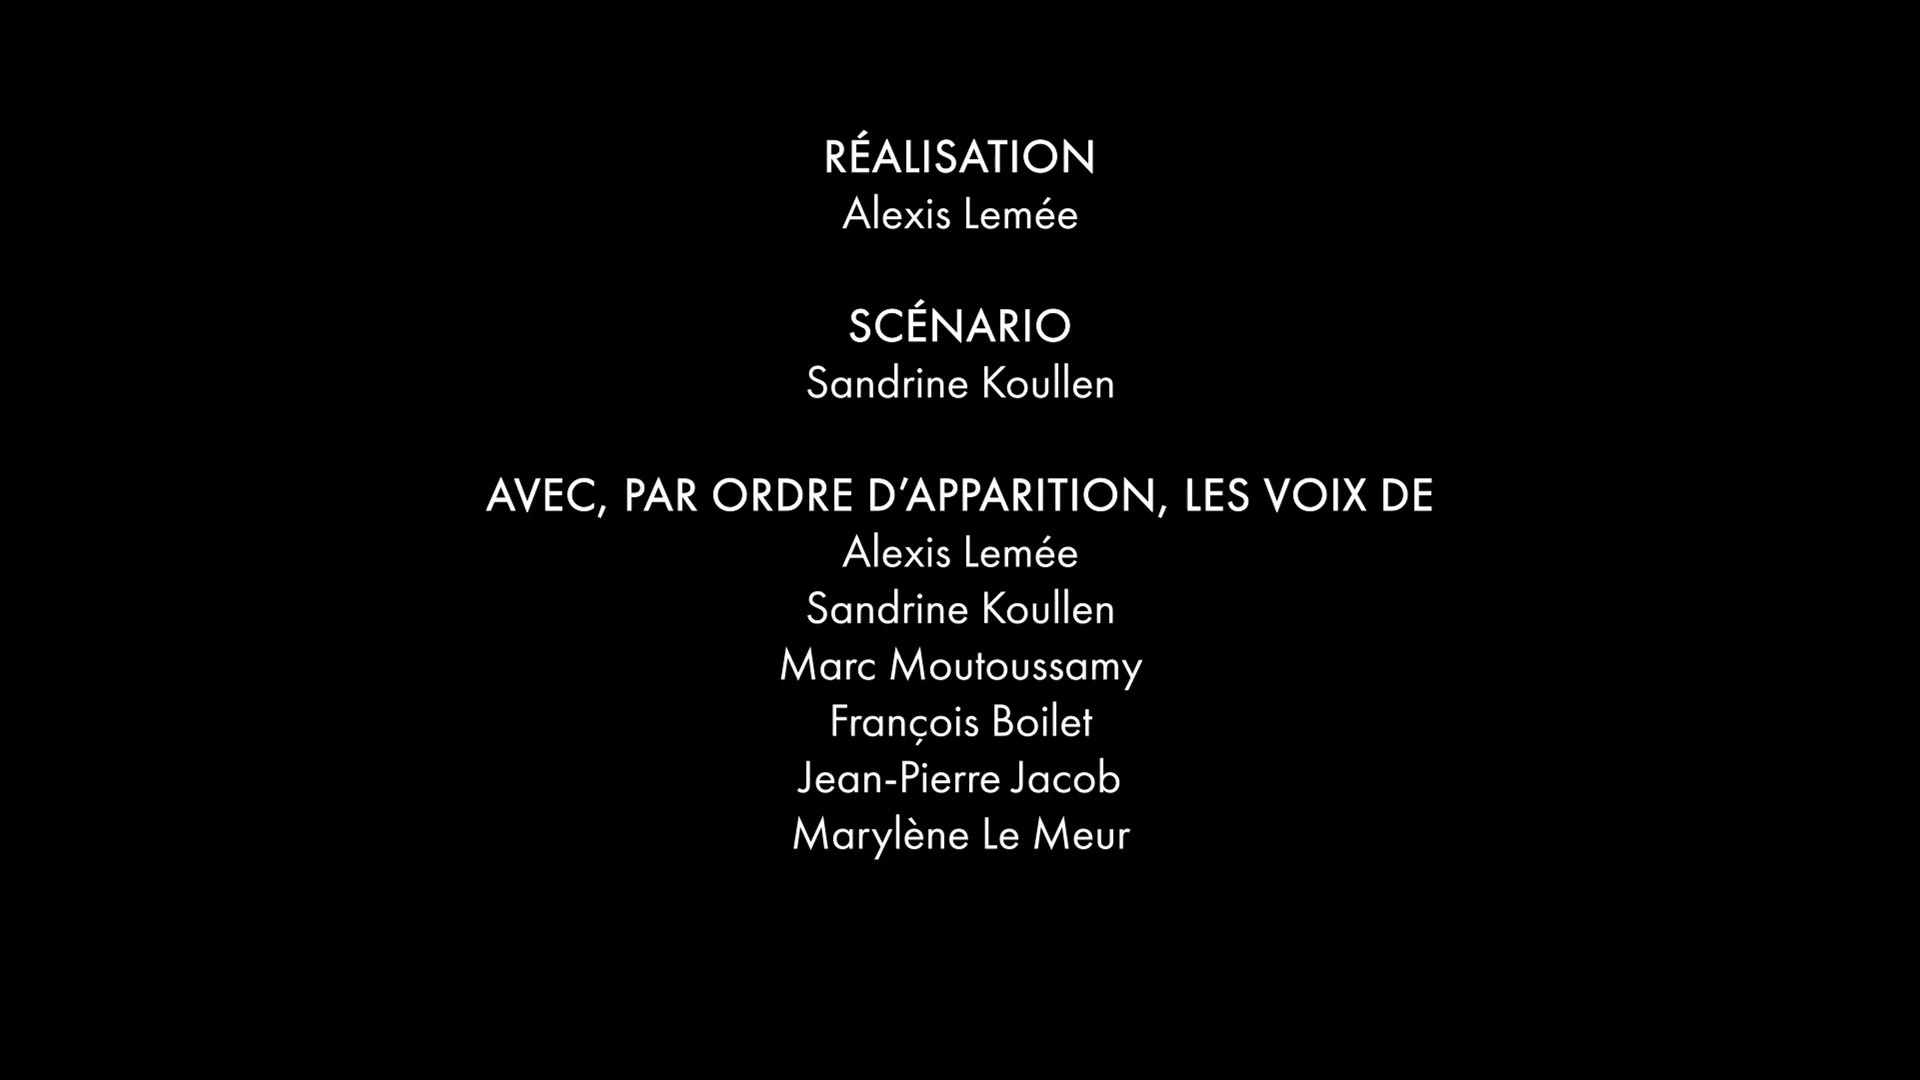 RÉALISATION
Alexis Lemée
SCÉNARIO
Sandrine Koullen
AVEC, PAR ORDRE D’APPARITION, LES VOIX DE
Alexis Lemée
Sandrine Koullen
Marc Moutoussamy
François Boilet
Jean-Pierre Jacob
Marylène Le Meur